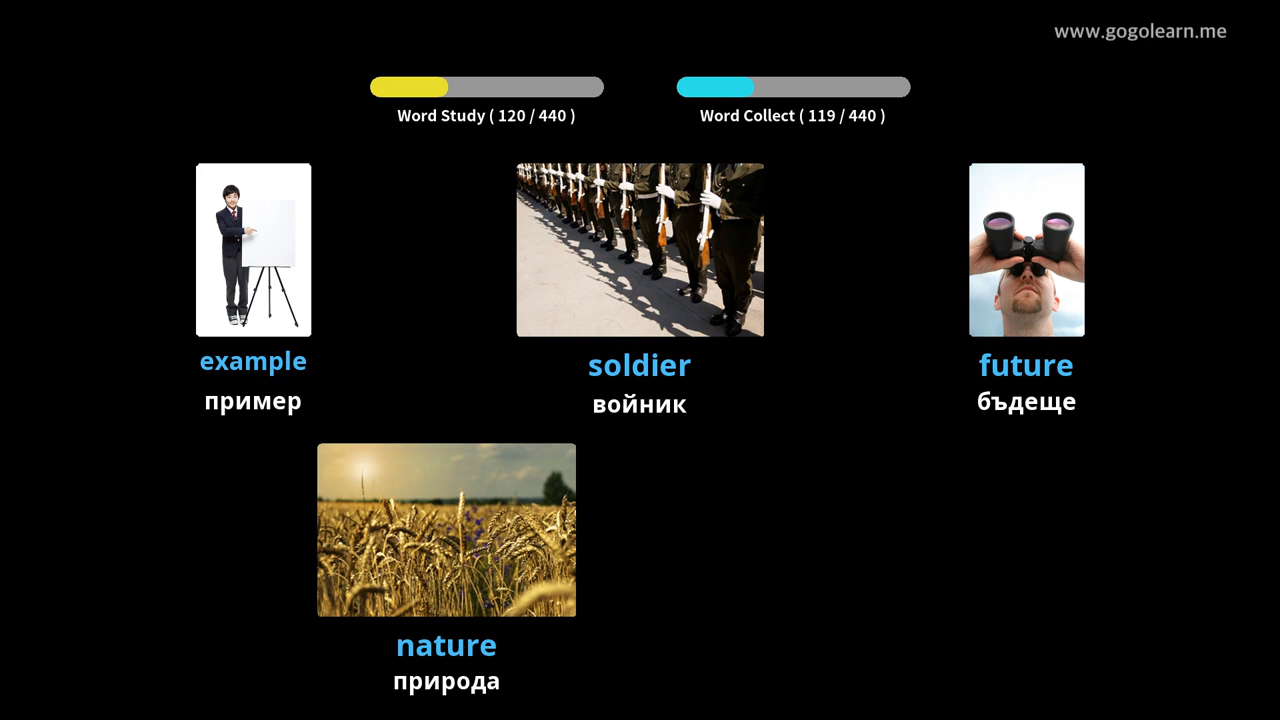 www.gogolearn.me
Word Study ( 120 / 440 )
Word Collect ( 119 / 440 )
example
пример
soldier
войник
future
бъдеще
nature
природа